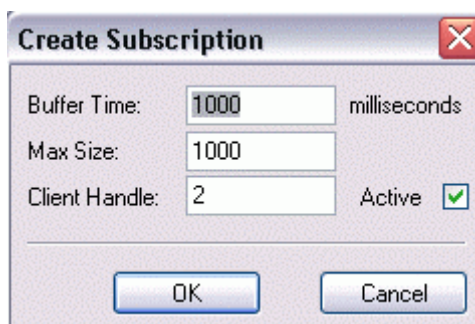 Create Subscription
Buffer Time: 1000 milliseconds
Max Size: 1000
Client Handle: 2 Active
OK Cancel